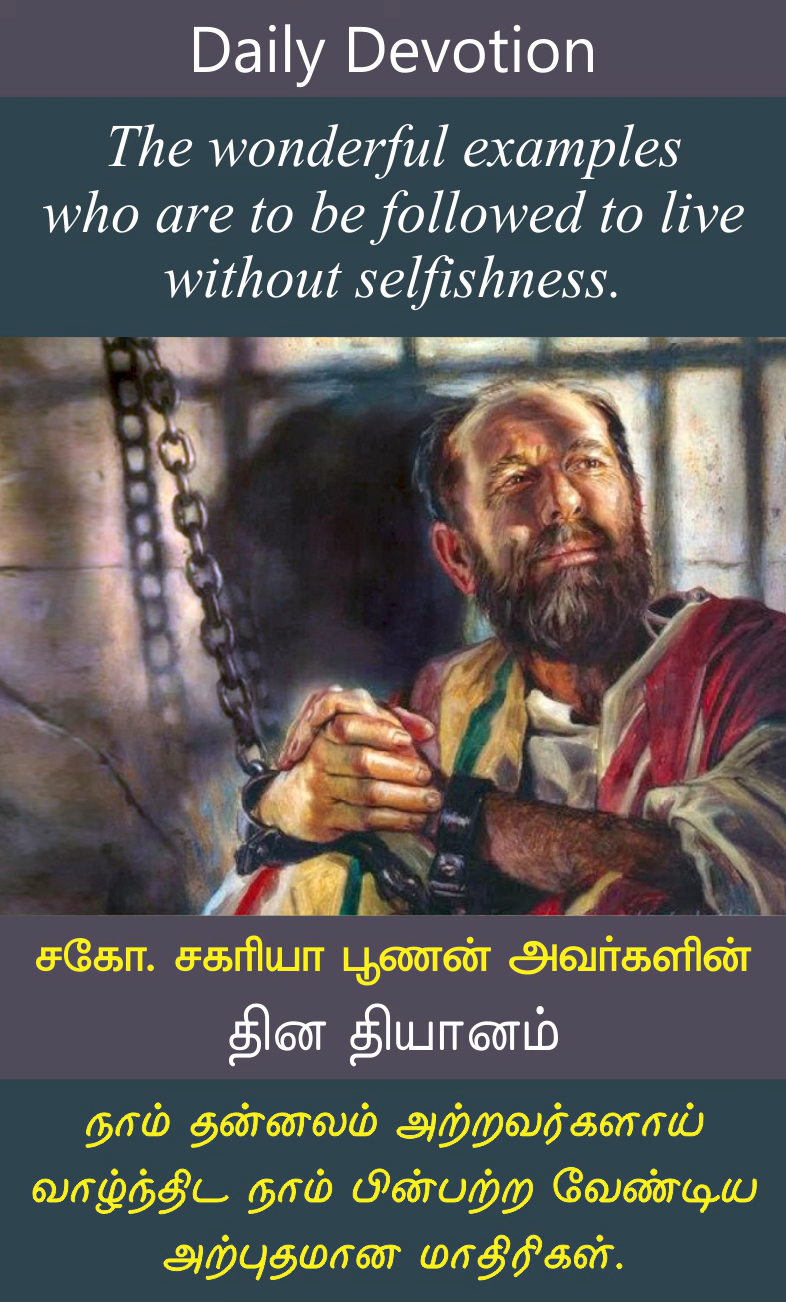 Daily Devotion
The wonderful examples
who are to be followed to live
without selfishness.
சகோ. சகரியா பூணன் அவர்களின்
தின தியானம்
நாம் தன்னலம் அற்றவர்களாய்
வாழ்ந்திட நாம் பின்பற்ற வேண்டிய
அற்புதமான மாதிரிகள்.